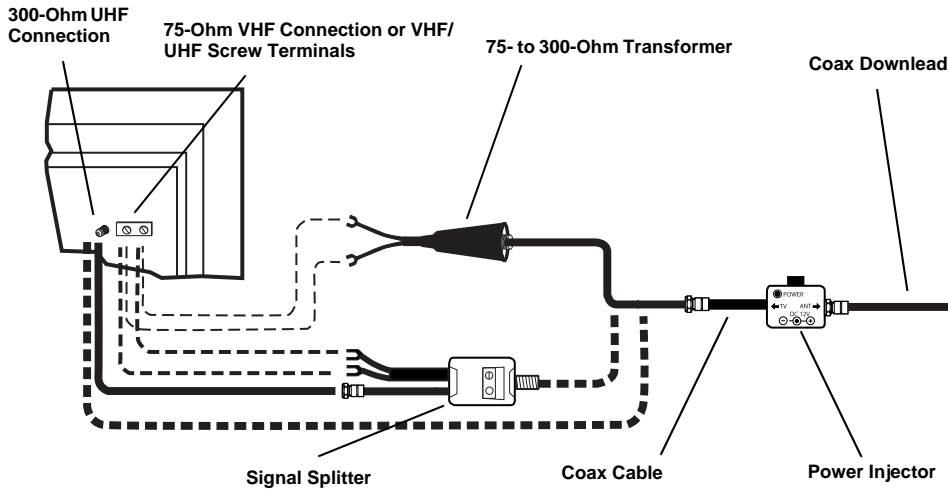 300-Ohm UHF
Connection
75-Ohm VHF Connection or VHF/
UHF Screw Terminals
75- to 300-Ohm Transformer
Coax Downlead
POWER
TV ANT
DC 12V
Signal Splitter
Coax Cable
Power Injector